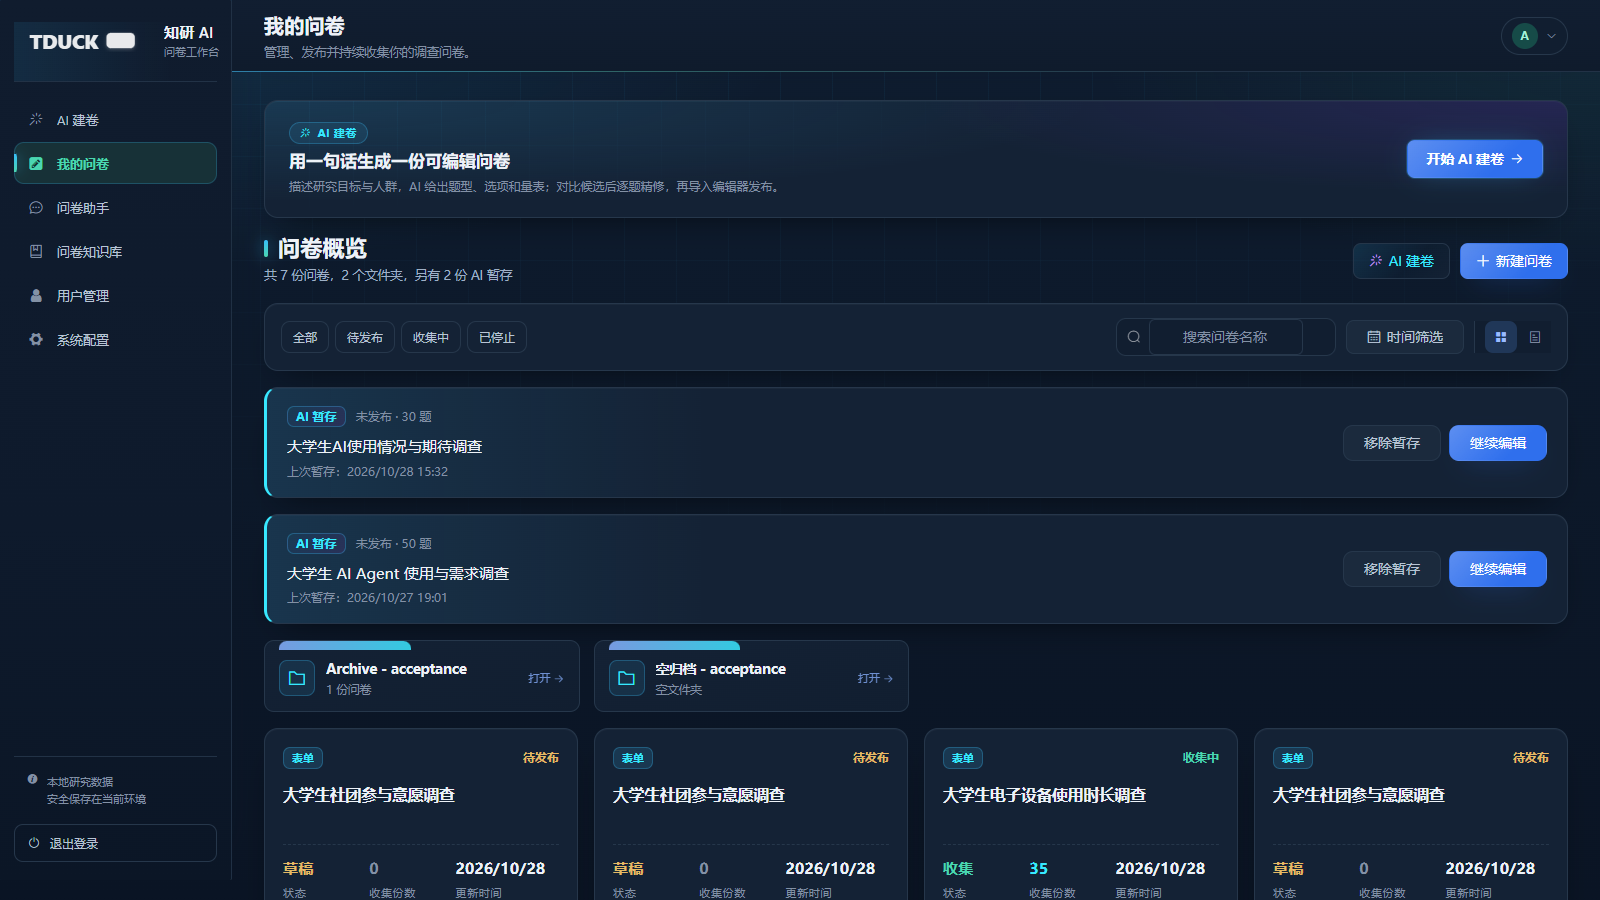 TDUCK
知研 AI
问卷工作台
AI 建卷
我的问卷
问卷助手
问卷知识库
用户管理
系统配置
本地研究数据
安全保存在当前环境
退出登录
我的问卷
管理、发布并持续收集你的调查问卷。
A
AI 建卷
用一句话生成一份可编辑问卷
描述研究目标与人群，AI 给出题型、选项和量表；对比候选后逐题精修，再导入编辑器发布。
开始 AI 建卷 →
问卷概览
共 7 份问卷，2 个文件夹，另有 2 份 AI 暂存
AI 建卷
新建问卷
全部
待发布
收集中
已停止
搜索问卷名称
时间筛选
AI 暂存 未发布 · 30 题
大学生AI使用情况与期待调查
上次暂存：2026/10/28 15:32
移除暂存
继续编辑
AI 暂存 未发布 · 50 题
大学生 AI Agent 使用与需求调查
上次暂存：2026/10/27 19:01
移除暂存
继续编辑
Archive - acceptance
1 份问卷
打开 →
空归档 - acceptance
空文件夹
打开 →
表单 待发布
大学生社团参与意愿调查
草稿 0 2026/10/28
状态 收集份数 更新时间
表单 待发布
大学生社团参与意愿调查
草稿 0 2026/10/28
状态 收集份数 更新时间
表单 收集中
大学生电子设备使用时长调查
收集 35 2026/10/28
状态 收集份数 更新时间
表单 待发布
大学生社团参与意愿调查
草稿 0 2026/10/28
状态 收集份数 更新时间